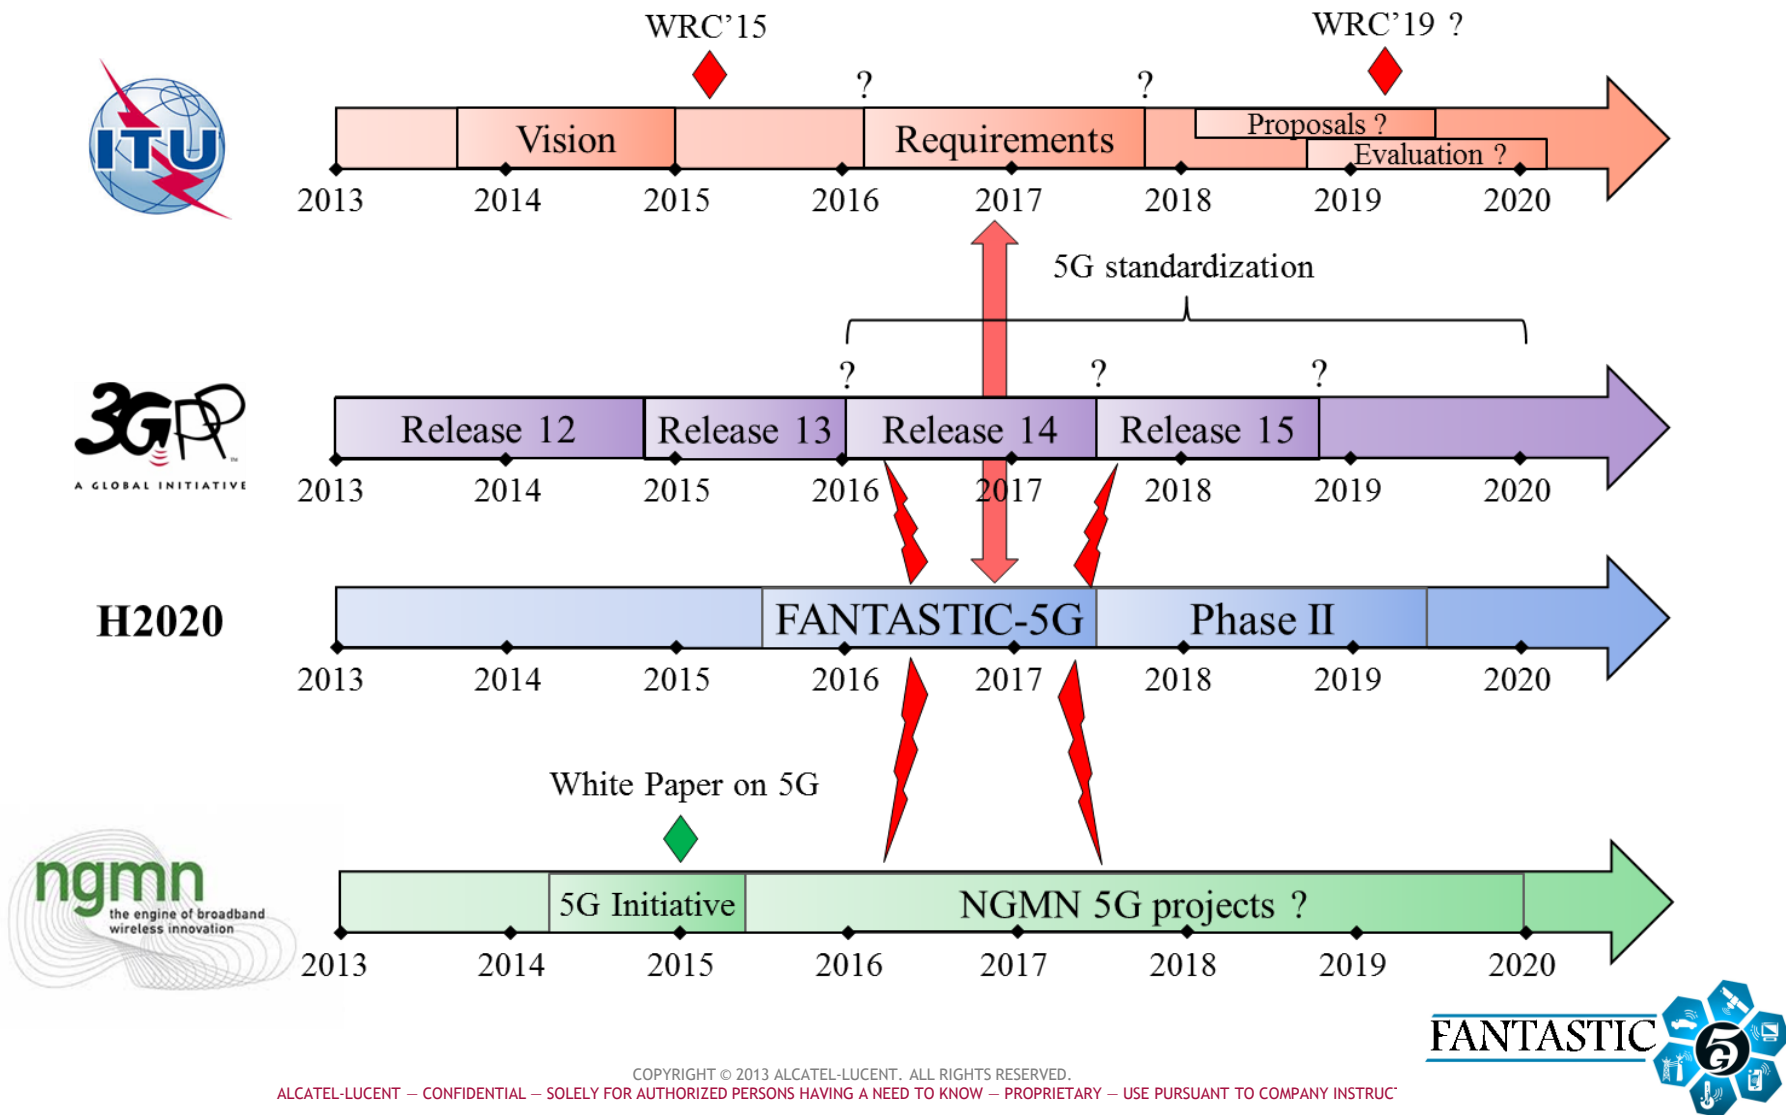 WRC’15
WRC’19 ?
? ?
ITU
Vision
Requirements
Proposals ?
Evaluation ?
2013 2014 2015 2016 2017 2018 2019 2020
5G standardization
? ? ?
3GPP
™
A GLOBAL INITIATIVE
Release 12 Release 13 Release 14 Release 15
2013 2014 2015 2016 2017 2018 2019 2020
H2020
FANTASTIC-5G Phase II
2013 2014 2015 2016 2017 2018 2019 2020
White Paper on 5G
ngmn
the engine of broadband
wireless innovation
5G Initiative NGMN 5G projects ?
2013 2014 2015 2016 2017 2018 2019 2020
FANTASTIC 5G
COPYRIGHT © 2013 ALCATEL-LUCENT. ALL RIGHTS RESERVED.
ALCATEL-LUCENT — CONFIDENTIAL — SOLELY FOR AUTHORIZED PERSONS HAVING A NEED TO KNOW — PROPRIETARY — USE PURSUANT TO COMPANY INSTRUC